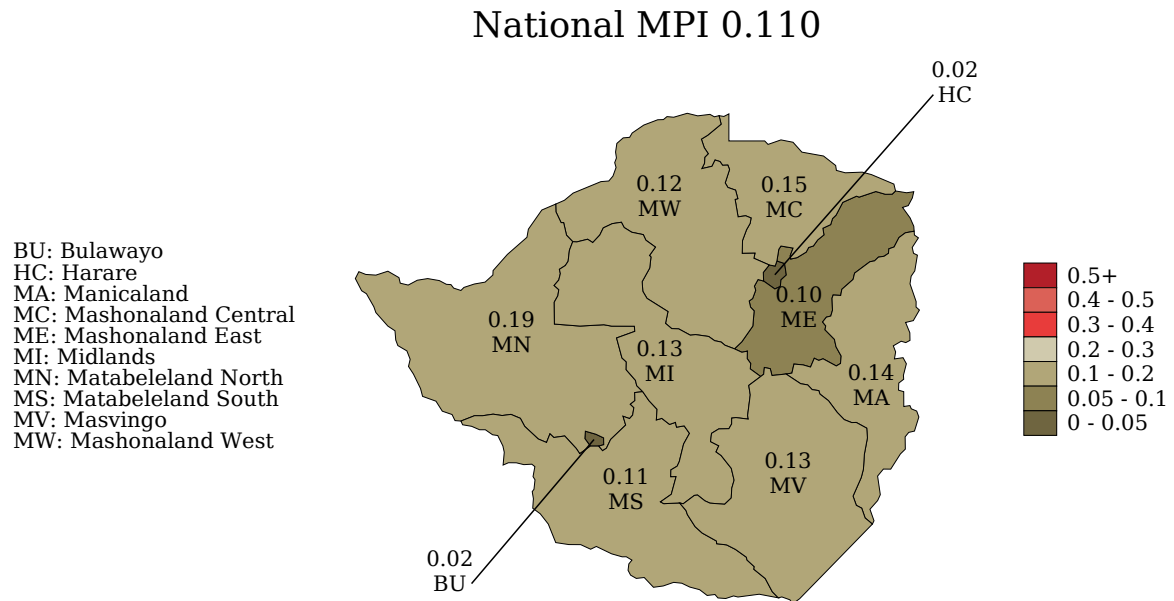 National MPI 0.110
0.02
HC
0.12
MW
0.15
MC
BU: Bulawayo
HC: Harare
MA: Manicaland
MC: Mashonaland Central
ME: Mashonaland East
MI: Midlands
MN: Matabeleland North
MS: Matabeleland South
MV: Masvingo
MW: Mashonaland West
0.19
MN
0.10
ME
0.13
MI
0.14
MA
0.11
MS
0.13
MV
0.02
BU
0.5+
0.4 - 0.5
0.3 - 0.4
0.2 - 0.3
0.1 - 0.2
0.05 - 0.1
0 - 0.05